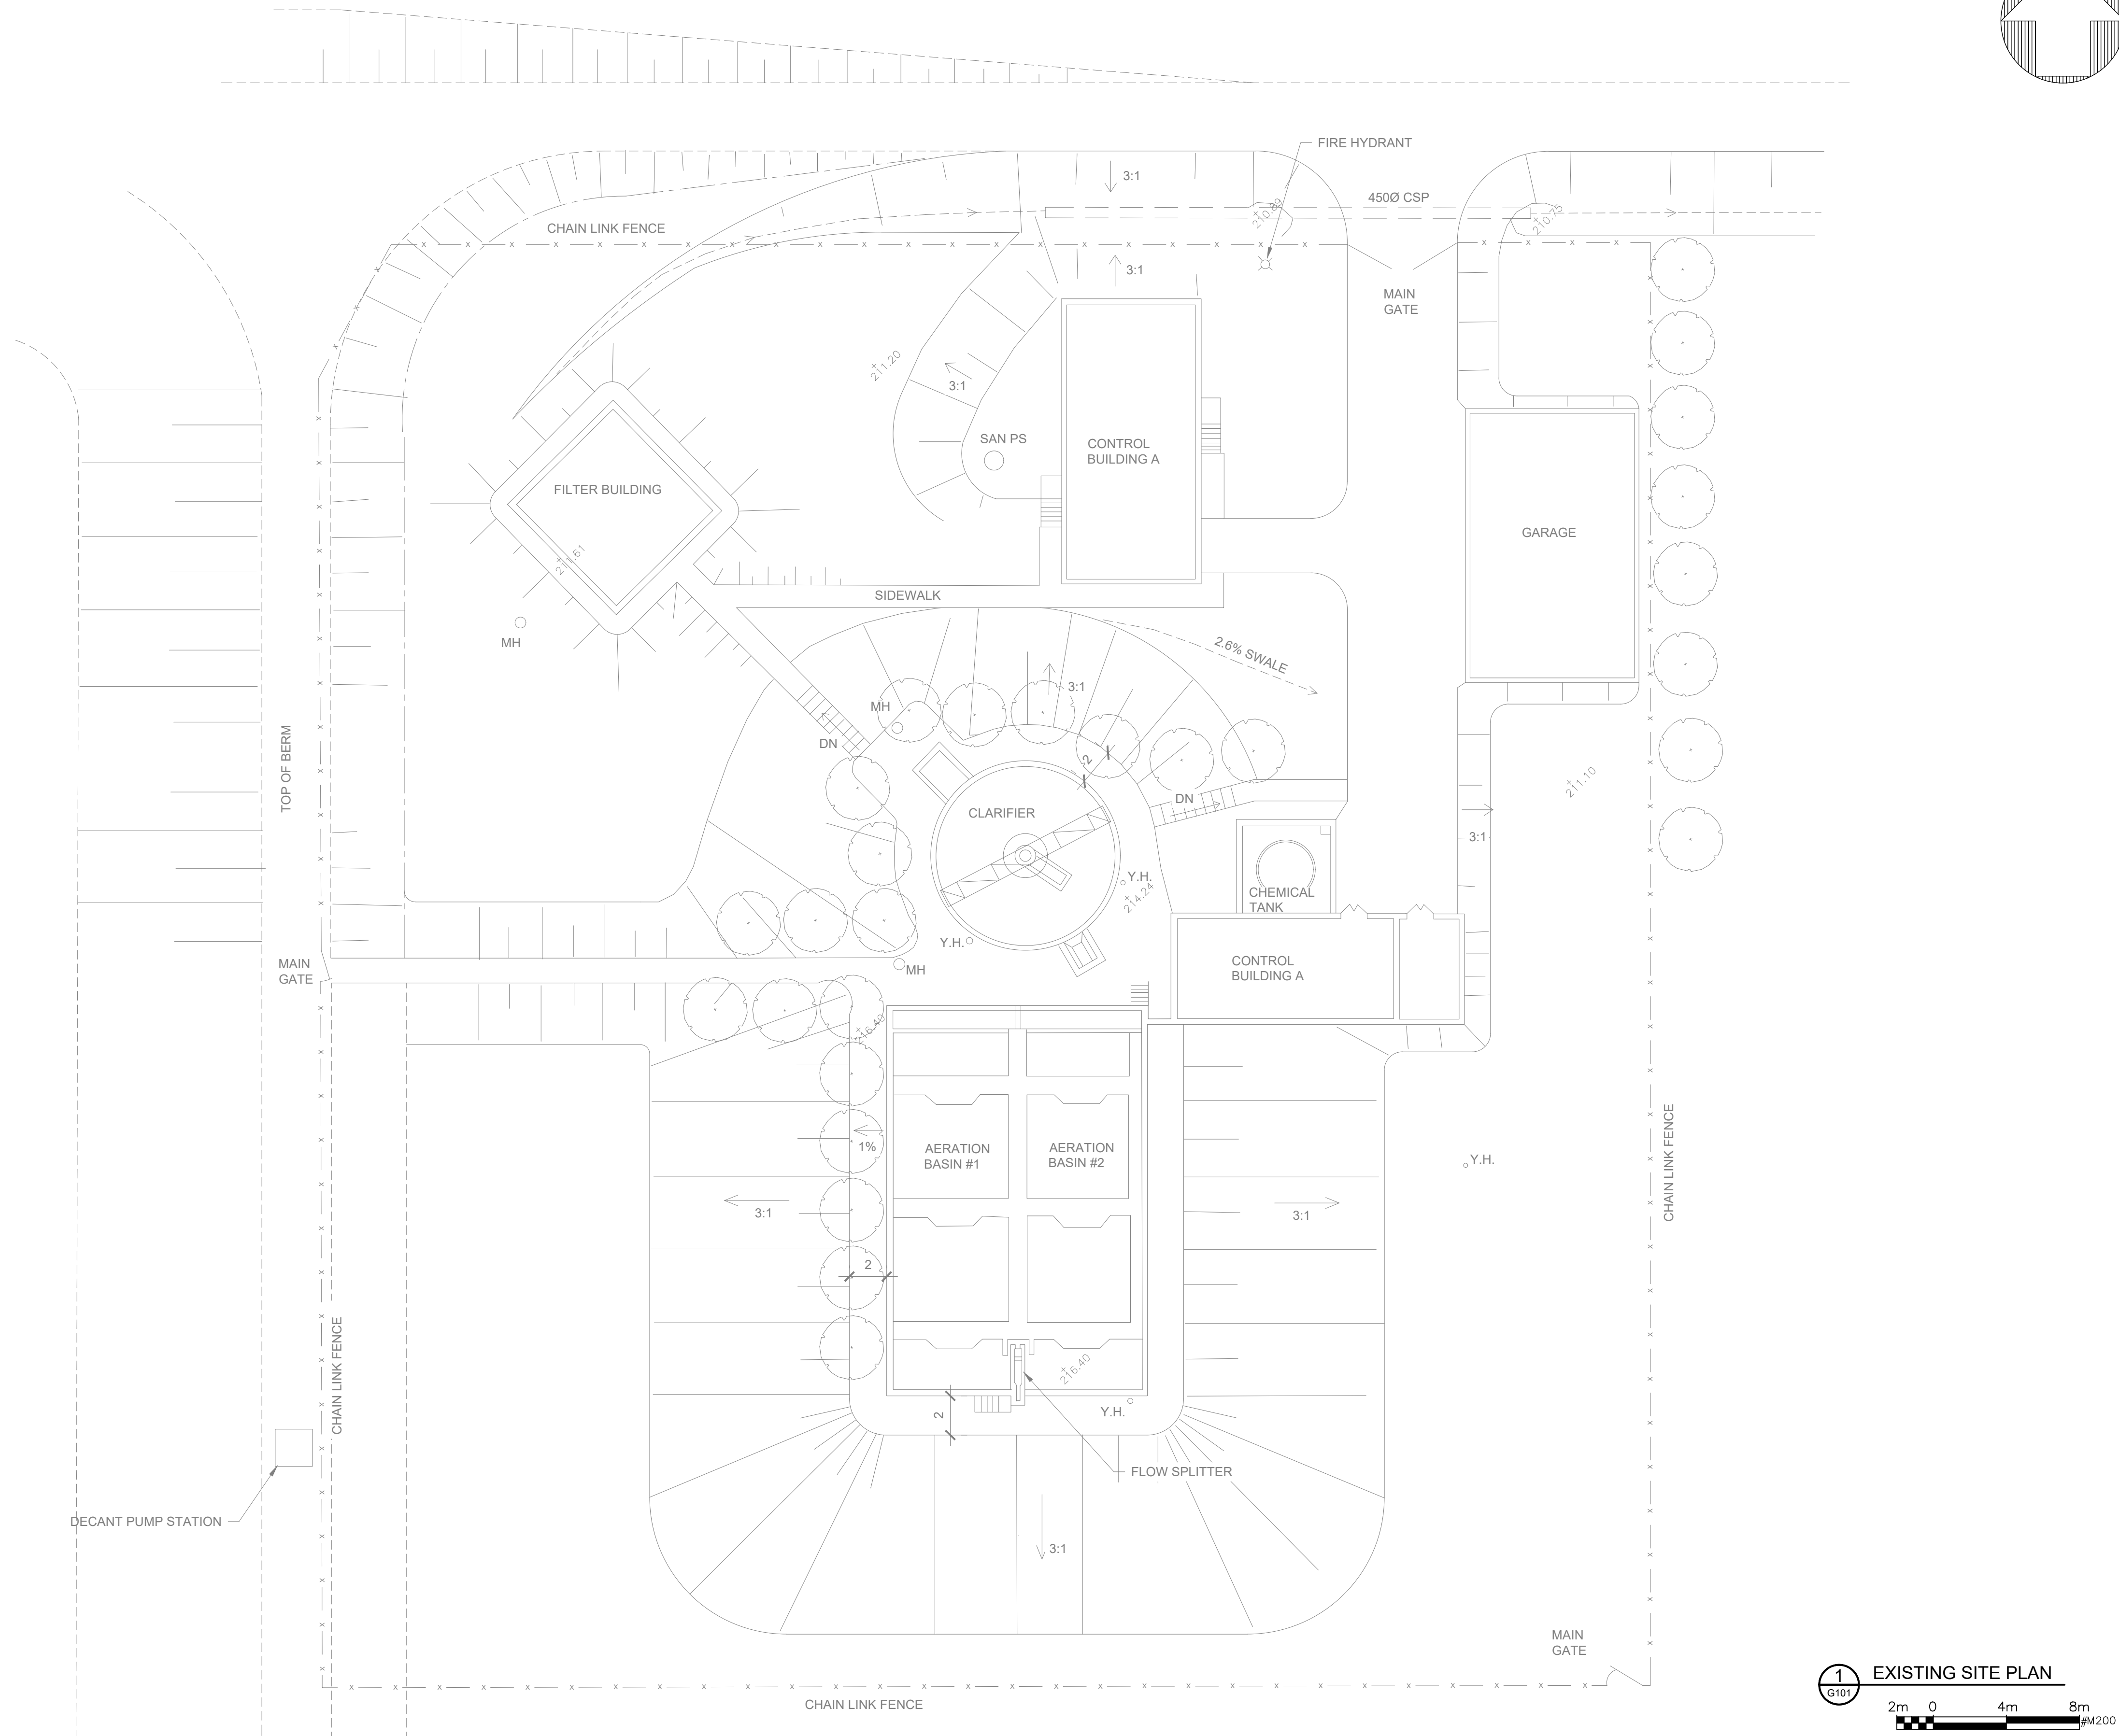 FIRE HYDRANT
3:1
450Ø CSP
210.89
210.75
CHAIN LINK FENCE
3:1
MAIN
GATE
211.20
3:1
SAN PS
CONTROL
BUILDING A
FILTER BUILDING
GARAGE
211.61
SIDEWALK
MH
2.6% SWALE
3:1
MH
DN
TOP OF BERM
2
211.10
DN
CLARIFIER
3:1
Y.H.
214.24
CHEMICAL
TANK
Y.H.
MAIN
GATE
MH
CONTROL
BUILDING A
216.40
1%
AERATION
BASIN #1
AERATION
BASIN #2
Y.H.
CHAIN LINK FENCE
3:1
3:1
2
CHAIN LINK FENCE
216.40
2
Y.H.
FLOW SPLITTER
DECANT PUMP STATION
3:1
MAIN
GATE
CHAIN LINK FENCE
1
G101
EXISTING SITE PLAN
2m 0 4m 8m
#M200